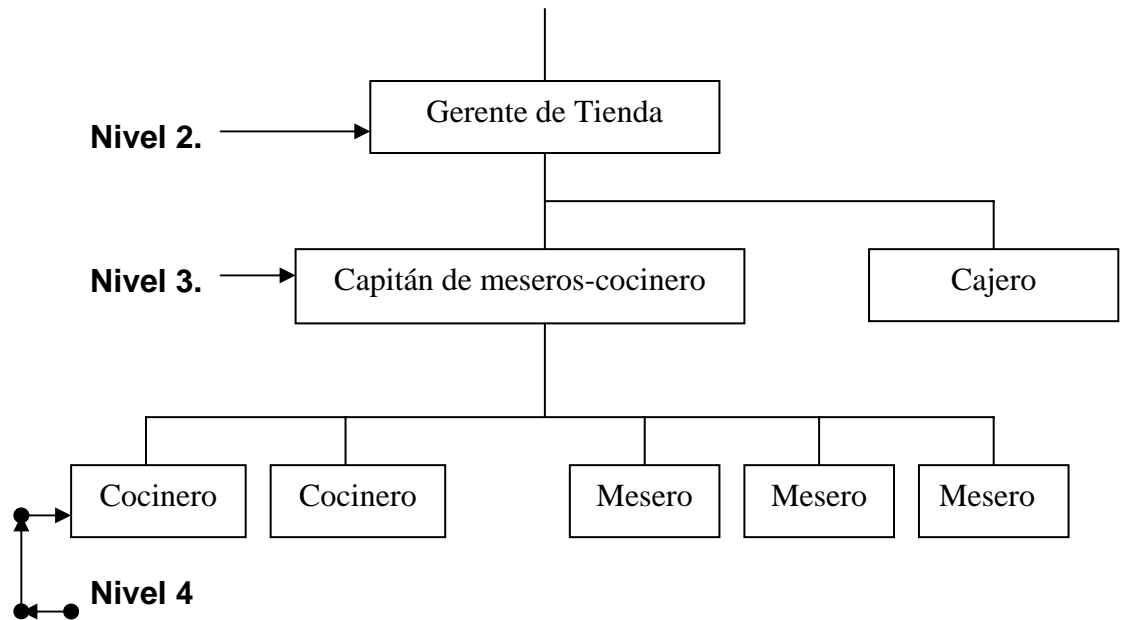 Gerente de Tienda
Nivel 2.
Nivel 3.
Capitán de meseros-cocinero
Cajero
Cocinero
Cocinero
Mesero
Mesero
Mesero
Nivel 4